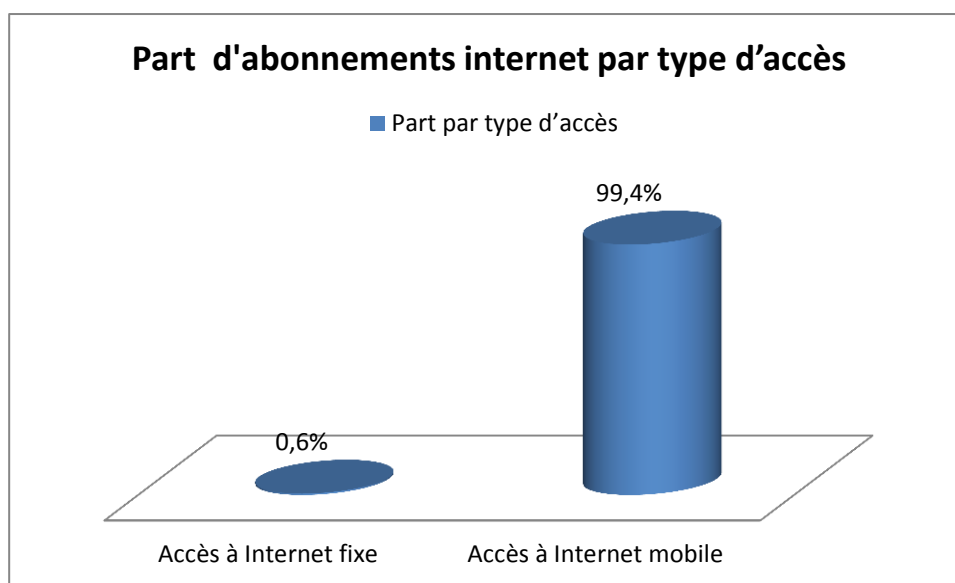 Part  d'abonnements internet par type d’accès
Part par type d’accès
99,4%
0,6%
Accès à Internet fixe
Accès à Internet mobile